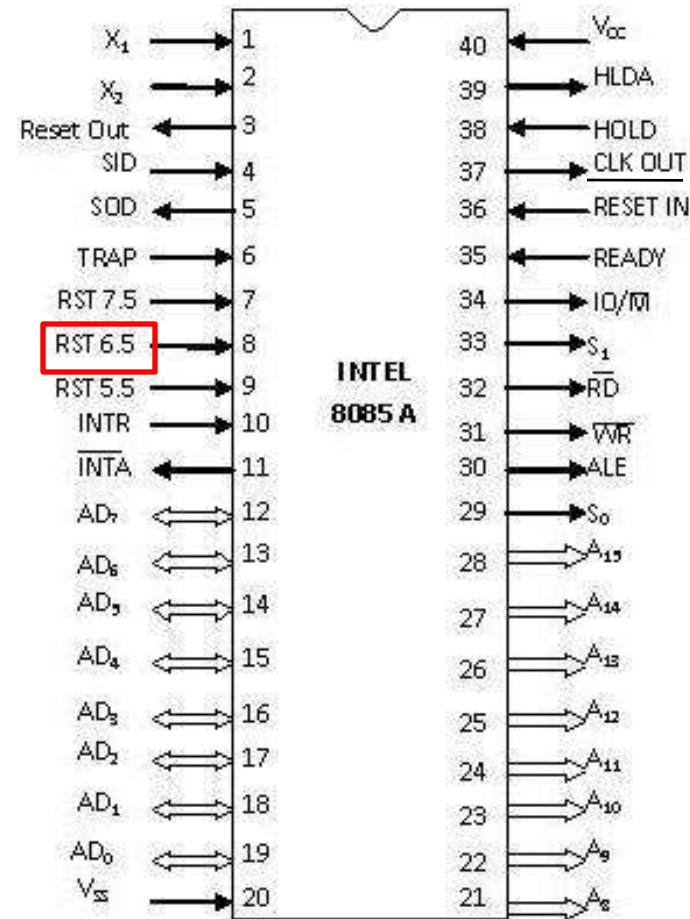 X₁ 1 40 Vcc
X₂ 2 39 HLDA
Reset Out 3 38 HOLD
SID 4 37 CLK OUT
SOD 5 36 RESET IN
TRAP 6 35 READY
RST 7.5 7 34 IO/M̅
RST 6.5 8 33 S₁
RST 5.5 9 32 R̅D̅
INTR 10 31 W̅R̅
I̅N̅T̅A̅ 11 30 ALE
AD₇ 12 29 S₀
AD₆ 13 28 A₁₅
AD₅ 14 27 A₁₄
AD₄ 15 26 A₁₃
AD₃ 16 25 A₁₂
AD₂ 17 24 A₁₁
AD₁ 18 23 A₁₀
AD₀ 19 22 A₉
Vss 20 21 A₈
INTEL
8085 A